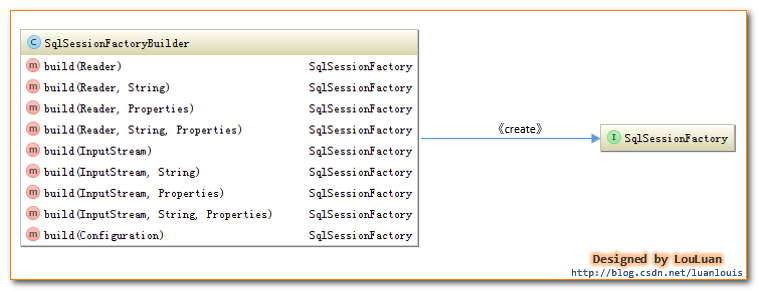 C SqlSessionFactoryBuilder
m build(Reader) SqlSessionFactory
m build(Reader, String) SqlSessionFactory
m build(Reader, Properties) SqlSessionFactory
m build(Reader, String, Properties) SqlSessionFactory
m build(InputStream) SqlSessionFactory
m build(InputStream, String) SqlSessionFactory
m build(InputStream, Properties) SqlSessionFactory
m build(InputStream, String, Properties) SqlSessionFactory
m build(Configuration) SqlSessionFactory
《create》
I SqlSessionFactory
Designed by LouLuan
http://blog.csdn.net/luanlouis